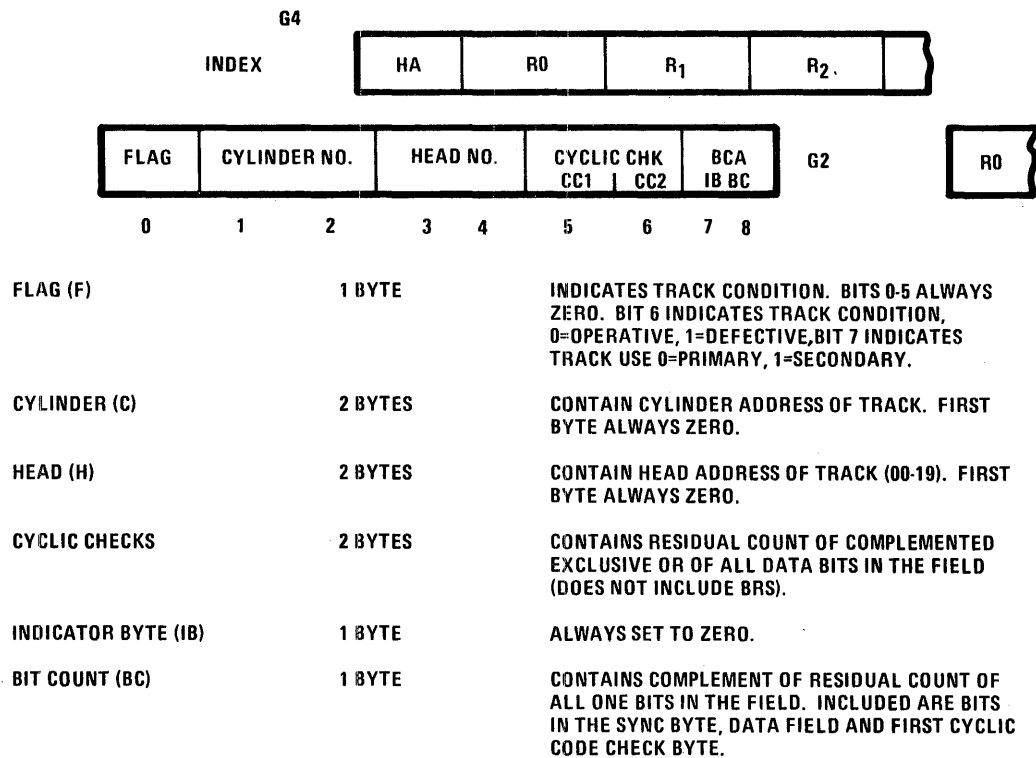 G4
INDEX HA R0 R1 R2
FLAG CYLINDER NO. HEAD NO. CYCLIC CHK BCA G2 R0
CC1 CC2 IB BC
0 1 2 3 4 5 6 7 8
FLAG (F) 1 BYTE INDICATES TRACK CONDITION. BITS 0-5 ALWAYS
ZERO. BIT 6 INDICATES TRACK CONDITION,
0=OPERATIVE, 1=DEFECTIVE,BIT 7 INDICATES
TRACK USE 0=PRIMARY, 1=SECONDARY.
CYLINDER (C) 2 BYTES CONTAIN CYLINDER ADDRESS OF TRACK. FIRST
BYTE ALWAYS ZERO.
HEAD (H) 2 BYTES CONTAIN HEAD ADDRESS OF TRACK (00-19). FIRST
BYTE ALWAYS ZERO.
CYCLIC CHECKS 2 BYTES CONTAINS RESIDUAL COUNT OF COMPLEMENTED
EXCLUSIVE OR OF ALL DATA BITS IN THE FIELD
(DOES NOT INCLUDE BRS).
INDICATOR BYTE (IB) 1 BYTE ALWAYS SET TO ZERO.
BIT COUNT (BC) 1 BYTE CONTAINS COMPLEMENT OF RESIDUAL COUNT OF
ALL ONE BITS IN THE FIELD. INCLUDED ARE BITS
IN THE SYNC BYTE, DATA FIELD AND FIRST CYCLIC
CODE CHECK BYTE.